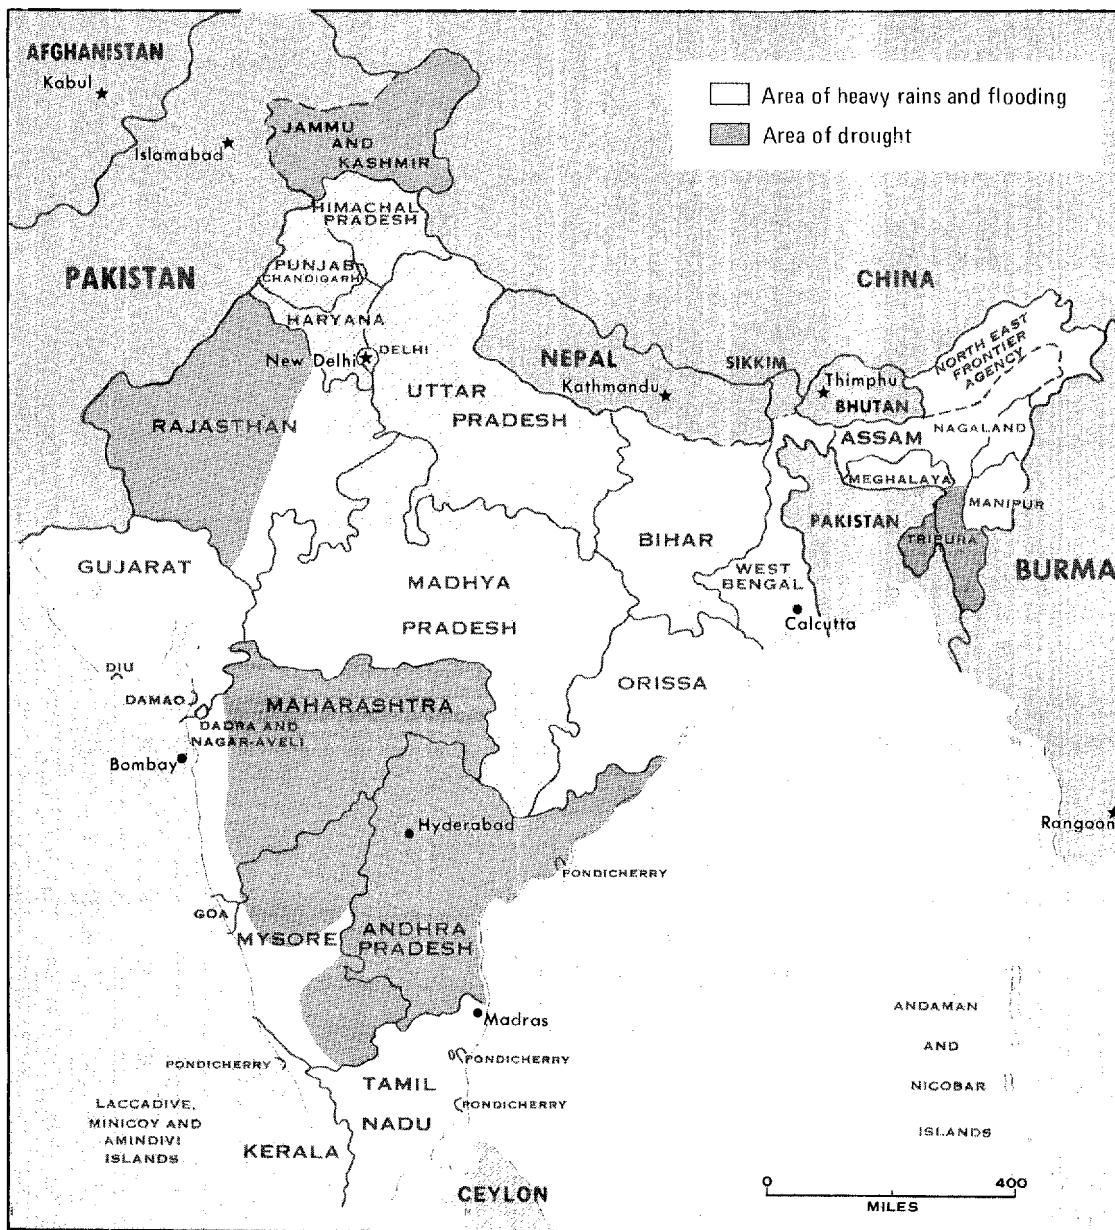 AFGHANISTAN
Kabul
Islamabad
Area of heavy rains and flooding
Area of drought
JAMMU
AND
KASHMIR
HIMACHAL
PRADESH
PAKISTAN
PUNJAB
CHANDIGARH
CHINA
HARYANA
New Delhi
DELHI
NEPAL
Kathmandu
SIKKIM
Thimphu
BHUTAN
NORTH EAST
FRONTIER
AGENCY
UTTAR
PRADESH
RAJASTHAN
ASSAM
NAGALAND
MEGHALAYA
MANIPUR
PAKISTAN
TRIPURA
BIHAR
GUJARAT
MADHYA
PRADESH
WEST
BENGAL
BURMA
Calcutta
DIU
DAMAO
DADRA AND
NAGAR-AVELI
MAHARASHTRA
ORISSA
Bombay
Hyderabad
Rangoon
PONDICHERRY
GOA
MYSORE
ANDHRA
PRADESH
Madras
ANDAMAN
AND
NICOBAR
ISLANDS
PONDICHERRY
PONDICHERRY
PONDICHERRY
TAMIL
NADU
LACCADIVE,
MINICOY AND
AMINDIVI
ISLANDS
KERALA
CEYLON
0 400
MILES